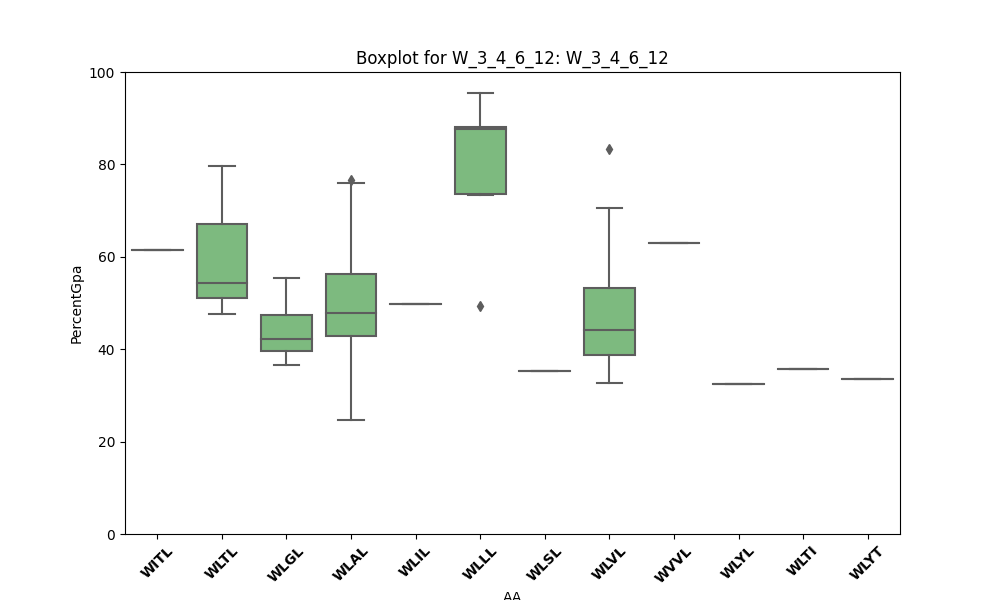 Boxplot for W_3_4_6_12: W_3_4_6_12
100
80
60
40
20
0
PercentGpa
WITL
WLTL
WLGL
WLAL
WLIL
WLLL
WLSL
WLVL
WVVL
WLYL
WLTI
WLYT
AA